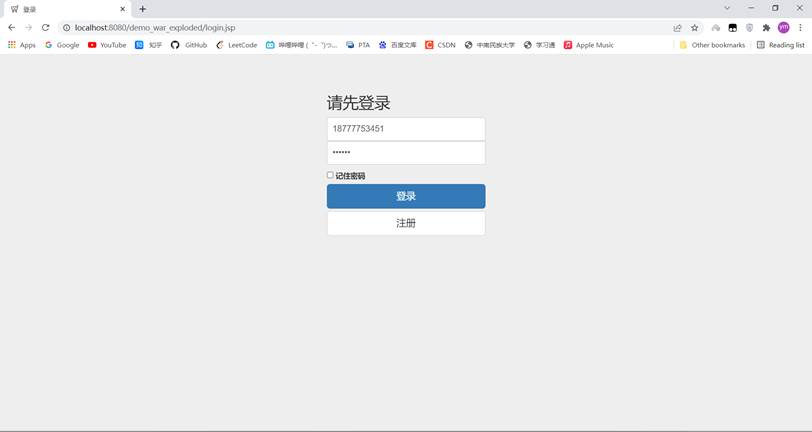 登录
localhost:8080/demo_war_exploded/login.jsp
ym
Apps Google YouTube 知 知乎 GitHub LeetCode 哔哩哔哩 ( ゜- ゜)つ... PTA 百度文库 C CSDN 中南民族大学 学习通 Apple Music Other bookmarks Reading list
请先登录
18777753451
••••••
记住密码
登录
注册